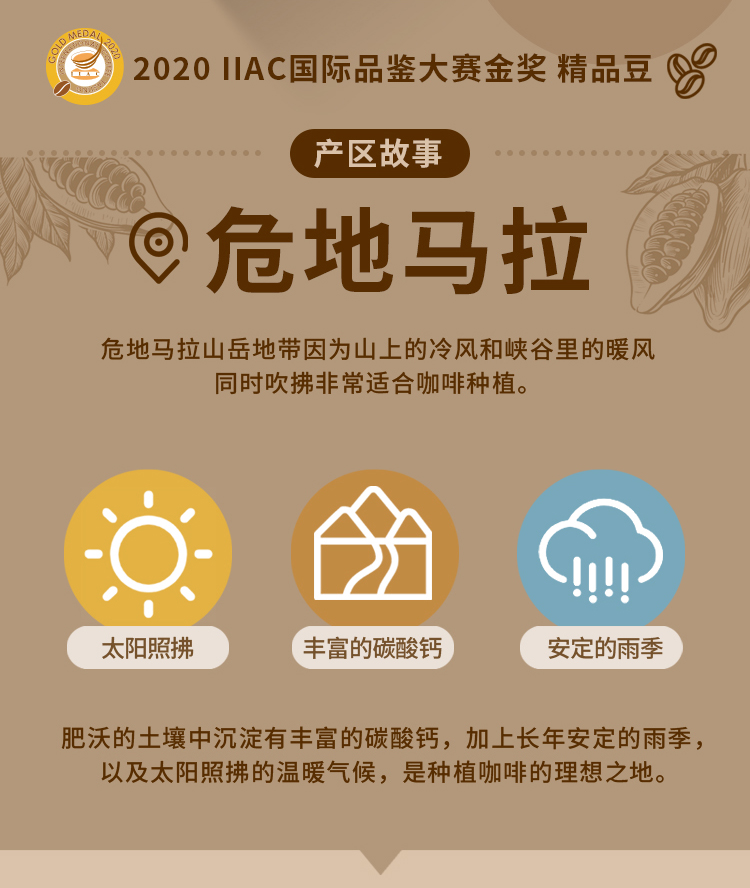 GOLD MEDAL 2020
2020 IIAC国际品鉴大赛金奖 精品豆
产区故事
危地马拉
危地马拉山岳地带因为山上的冷风和峡谷里的暖风
同时吹拂非常适合咖啡种植。
太阳照拂
丰富的碳酸钙
安定的雨季
肥沃的土壤中沉淀有丰富的碳酸钙，加上长年安定的雨季，
以及太阳照拂的温暖气候，是种植咖啡的理想之地。